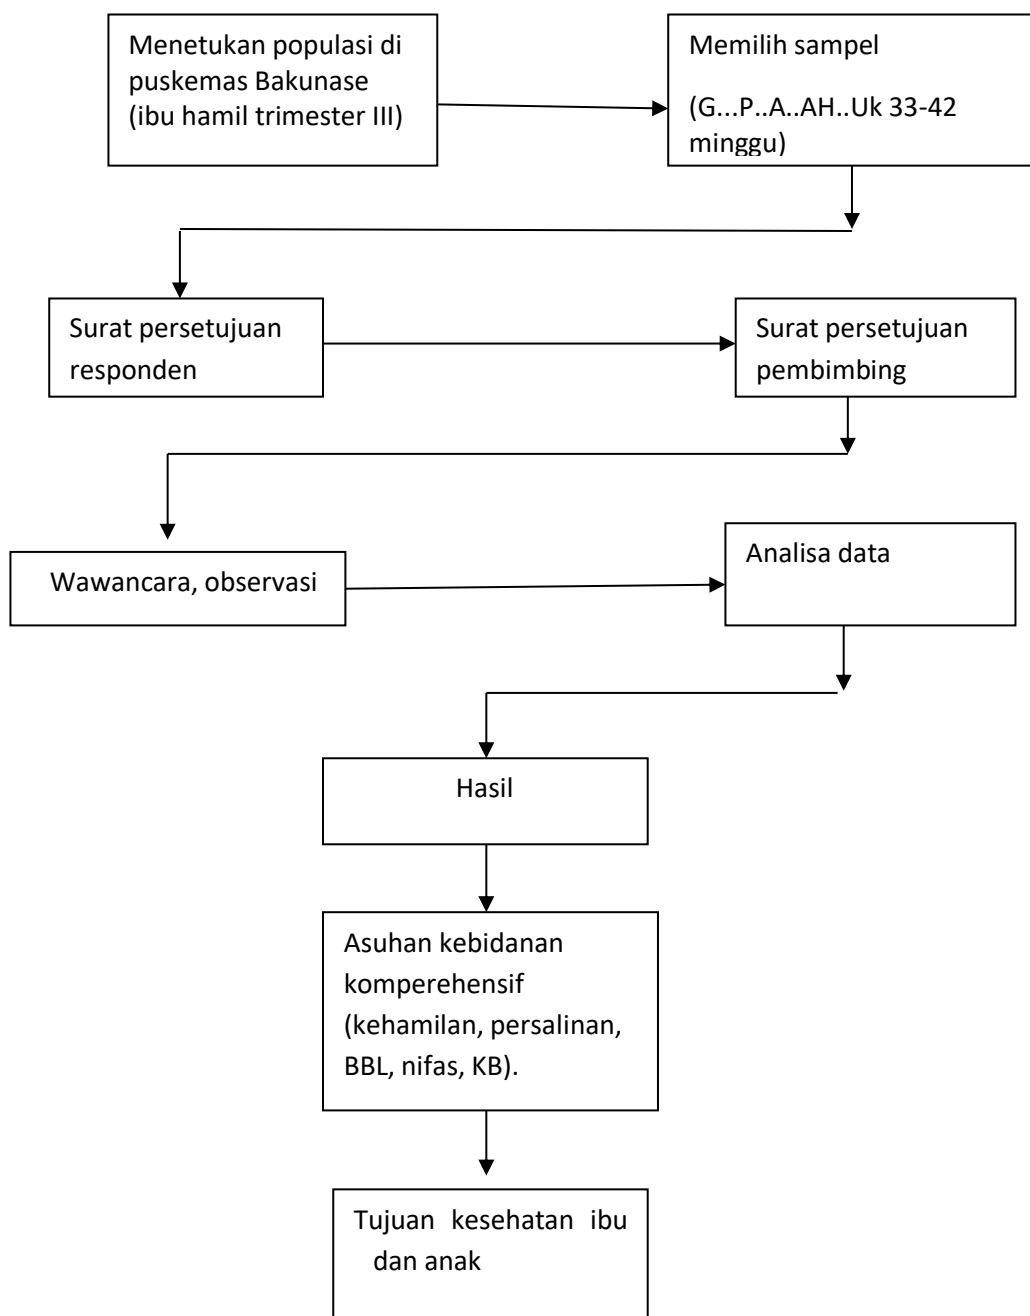 Menetukan populasi di
puskemas Bakunase
(ibu hamil trimester III)
Memilih sampel
(G...P..A..AH..Uk 33-42
minggu)
Surat persetujuan
responden
Surat persetujuan
pembimbing
Wawancara, observasi
Analisa data
Hasil
Asuhan kebidanan
komperehensif
(kehamilan, persalinan,
BBL, nifas, KB).
Tujuan kesehatan ibu
dan anak